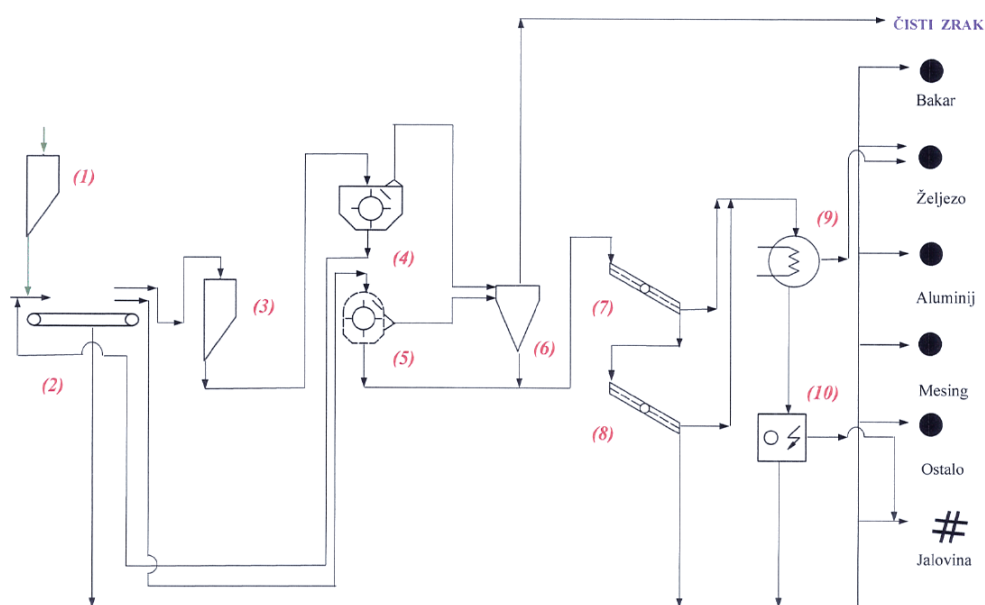 ČISTI ZRAK
Bakar
(1)
Željezo
(9)
(4)
(3)
Aluminij
(7)
(6)
(5)
(2)
Mesing
(10)
(8)
Ostalo
Jalovina